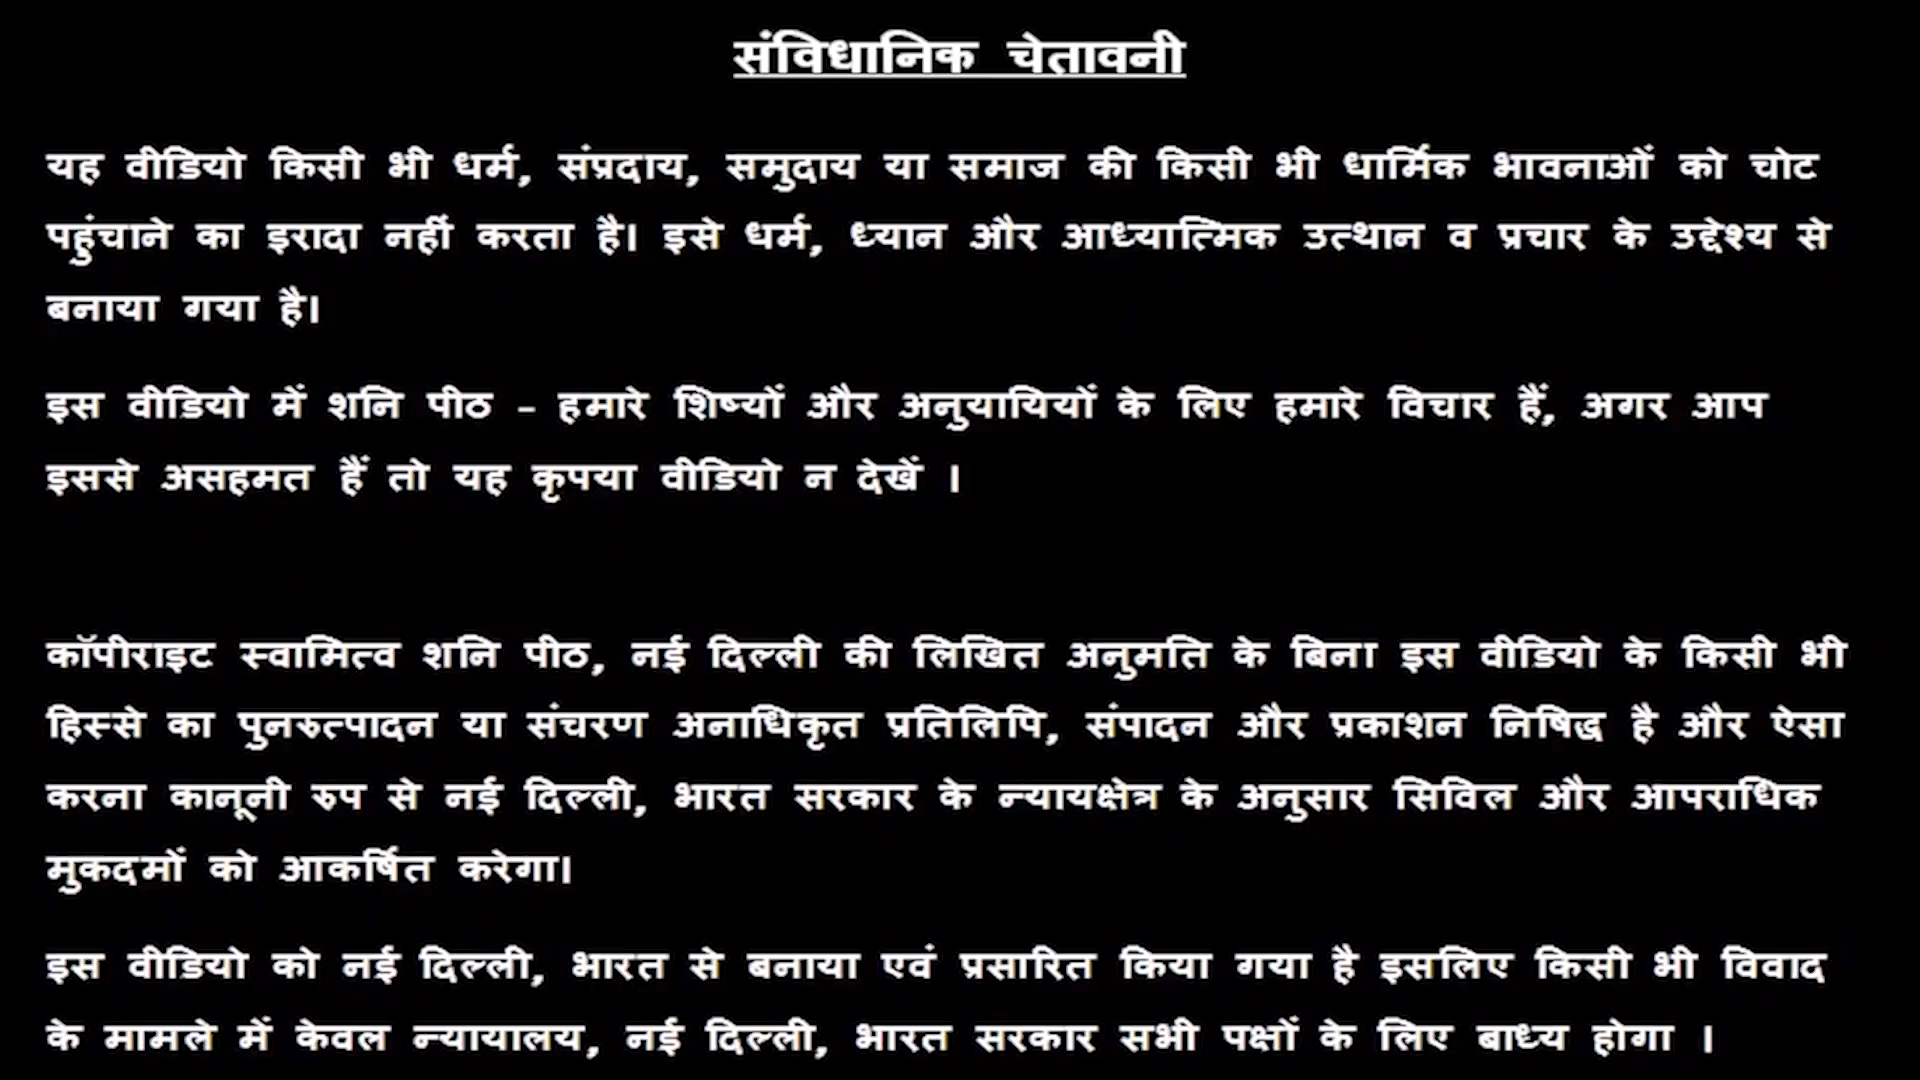 संविधानिक चेतावनी
यह वीडियो किसी भी धर्म, संप्रदाय, समुदाय या समाज की किसी भी धार्मिक भावनाओं को चोट
पहुंचाने का इरादा नहीं करता है। इसे धर्म, ध्यान और आध्यात्मिक उत्थान व प्रचार के उद्देश्य से
बनाया गया है।
इस वीडियो में शनि पीठ – हमारे शिष्यों और अनुयायियों के लिए हमारे विचार हैं, अगर आप
इससे असहमत हैं तो यह कृपया वीडियो न देखें ।
कॉपीराइट स्वामित्व शनि पीठ, नई दिल्ली की लिखित अनुमति के बिना इस वीडियो के किसी भी
हिस्से का पुनरुत्पादन या संचरण अनाधिकृत प्रतिलिपि, संपादन और प्रकाशन निषिद्ध है और ऐसा
करना कानूनी रुप से नई दिल्ली, भारत सरकार के न्यायक्षेत्र के अनुसार सिविल और आपराधिक
मुकदमों को आकर्षित करेगा।
इस वीडियो को नई दिल्ली, भारत से बनाया एवं प्रसारित किया गया है इसलिए किसी भी विवाद
के मामले में केवल न्यायालय, नई दिल्ली, भारत सरकार सभी पक्षों के लिए बाध्य होगा ।